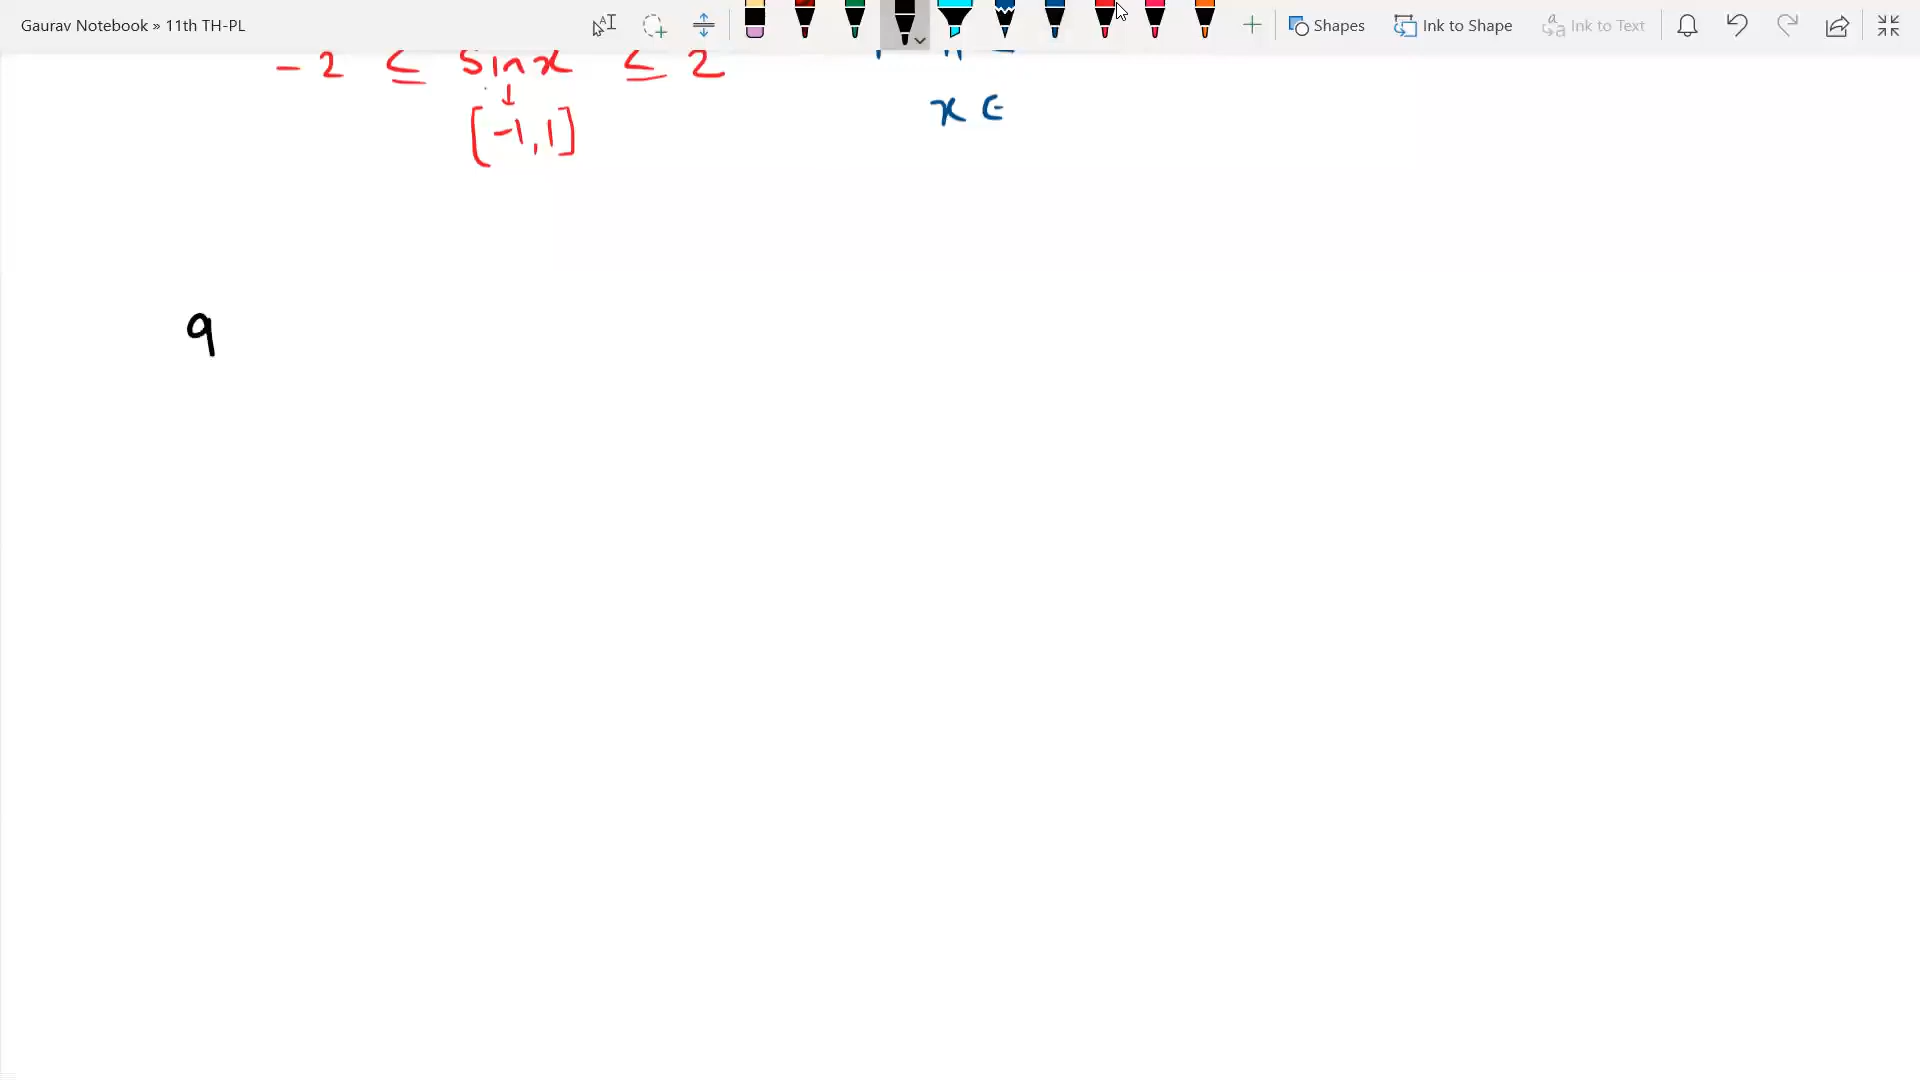 Gaurav Notebook » 11th TH-PL
Shapes
Ink to Shape
Ink to Text
- 2 ≤ Sinx ≤ 2
↓
[-1,1]
x ∈
9